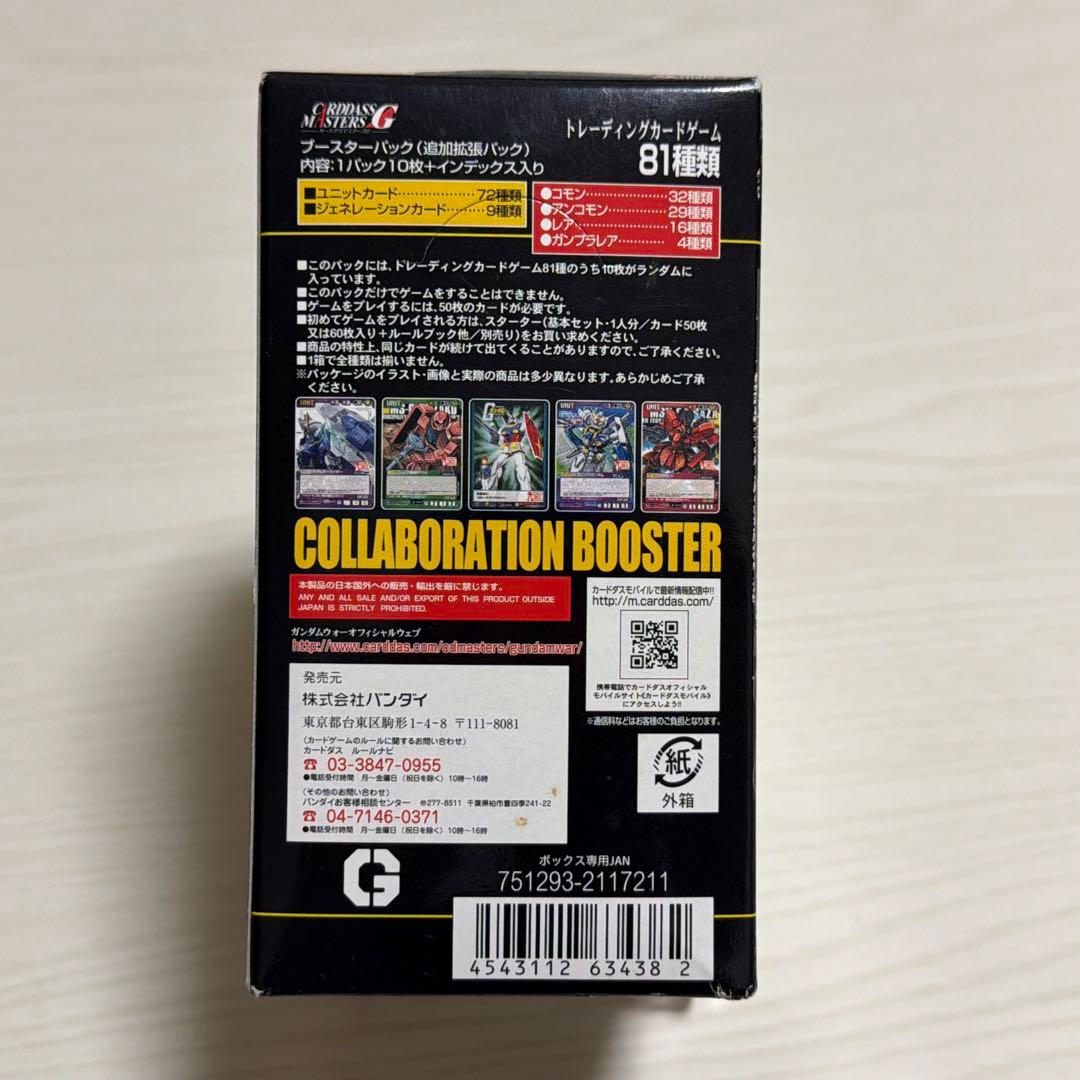 CARDDASS
MASTERS G
トレーディングカードゲーム
81種類
ブースターパック(追加拡張パック)
内容:1パック10枚+インデックス入り
■ユニットカード……………72種類
■ジェネレーションカード………9種類
●コモン……………………32種類
●アンコモン………………29種類
●レア………………………16種類
●ガンプラレア……………4種類
■このパックには、トレーディングカードゲーム81種のうち10枚がランダムに
入っています。
■このパックだけでゲームをすることはできません。
■ゲームをプレイするには、50枚のカードが必要です。
■初めてゲームをプレイされる方は、スターター(基本セット・1人分/カード50枚
又は60枚入り+ルールブック他/別売り)をお買い求めください。
■商品の特性上、同じカードが続けて出てくることがありますので、ご了承ください。
■1箱で全種類は揃いません。
※パッケージのイラスト・画像と実際の商品は多少異なります。あらかじめご了承
ください。
UNIT
UNIT
G
UNIT
UNIT
COLLABORATION BOOSTER
本製品の日本国外への販売・輸出を厳に禁じます。
ANY AND ALL SALE AND/OR EXPORT OF THIS PRODUCT OUTSIDE
JAPAN IS STRICTLY PROHIBITED.
ガンダムウォーオフィシャルウェブ
http://www.carddas.com/cdmasters/gundamwar/
カードダスモバイルで最新情報配信中!!
http://m.carddas.com/
携帯電話でカードダスオフィシャル
モバイルサイト《カードダスモバイル》
にアクセスしよう!!
※通信料などはお客様のご負担となります。
発売元
株式会社バンダイ
東京都台東区駒形1-4-8 〒111-8081
(カードゲームのルールに関するお問い合わせ)
カードダス ルールナビ
☎ 03-3847-0955
●電話受付時間 月〜金曜日(祝日を除く)10時〜16時
(その他のお問い合わせ)
バンダイお客様相談センター 〒277-8511 千葉県柏市豊四季241-22
☎ 04-7146-0371
●電話受付時間 月〜金曜日(祝日を除く)10時〜16時
紙
外箱
G
ボックス専用JAN
751293-2117211
4543112 63438 2